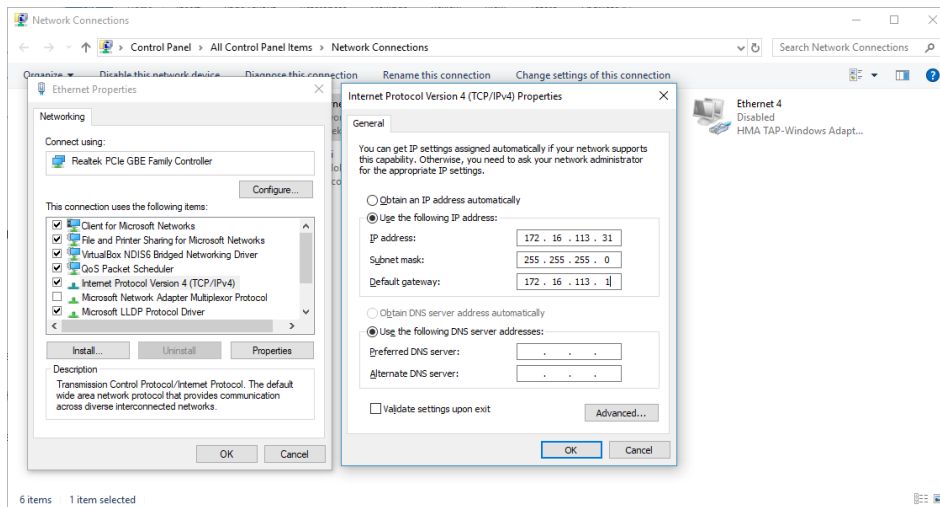 Network Connections
Control Panel > All Control Panel Items > Network Connections
Search Network Connections
Organize
Disable this network device
Diagnose this connection
Rename this connection
Change settings of this connection
Ethernet Properties
Networking
Connect using:
Realtek PCIe GBE Family Controller
Configure...
This connection uses the following items:
Client for Microsoft Networks
File and Printer Sharing for Microsoft Networks
VirtualBox NDIS6 Bridged Networking Driver
QoS Packet Scheduler
Internet Protocol Version 4 (TCP/IPv4)
Microsoft Network Adapter Multiplexor Protocol
Microsoft LLDP Protocol Driver
Install...
Uninstall
Properties
Description
Transmission Control Protocol/Internet Protocol. The default
wide area network protocol that provides communication
across diverse interconnected networks.
OK
Cancel
Internet Protocol Version 4 (TCP/IPv4) Properties
General
You can get IP settings assigned automatically if your network supports
this capability. Otherwise, you need to ask your network administrator
for the appropriate IP settings.
Obtain an IP address automatically
Use the following IP address:
IP address:
172 . 16 . 113 . 31
Subnet mask:
255 . 255 . 255 . 0
Default gateway:
172 . 16 . 113 . 1
Obtain DNS server address automatically
Use the following DNS server addresses:
Preferred DNS server:
. . .
Alternate DNS server:
. . .
Validate settings upon exit
Advanced...
OK
Cancel
Ethernet 4
Disabled
HMA TAP-Windows Adapt...
6 items
1 item selected